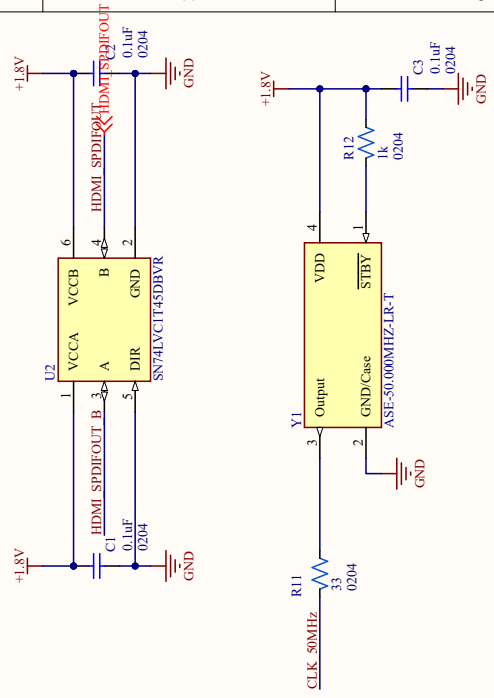 +1.8V
C2
0.1uF
0204
GND
HDMI_SPDIFOUT
HDMI_SPDIFOUT
6
4
2
VCCB
B
GND
U2
SN74LVC1T45DBVR
VCCA
A
DIR
1
3
5
HDMI_SPDIFOUT_B
+1.8V
C1
0.1uF
0204
GND
+1.8V
C3
0.1uF
0204
GND
R12
1k
0204
4
1
VDD
STBY
Y1
ASE-50.000MHZ-LR-T
Output
GND/Case
3
2
GND
R11
33
0204
CLK_50MHz